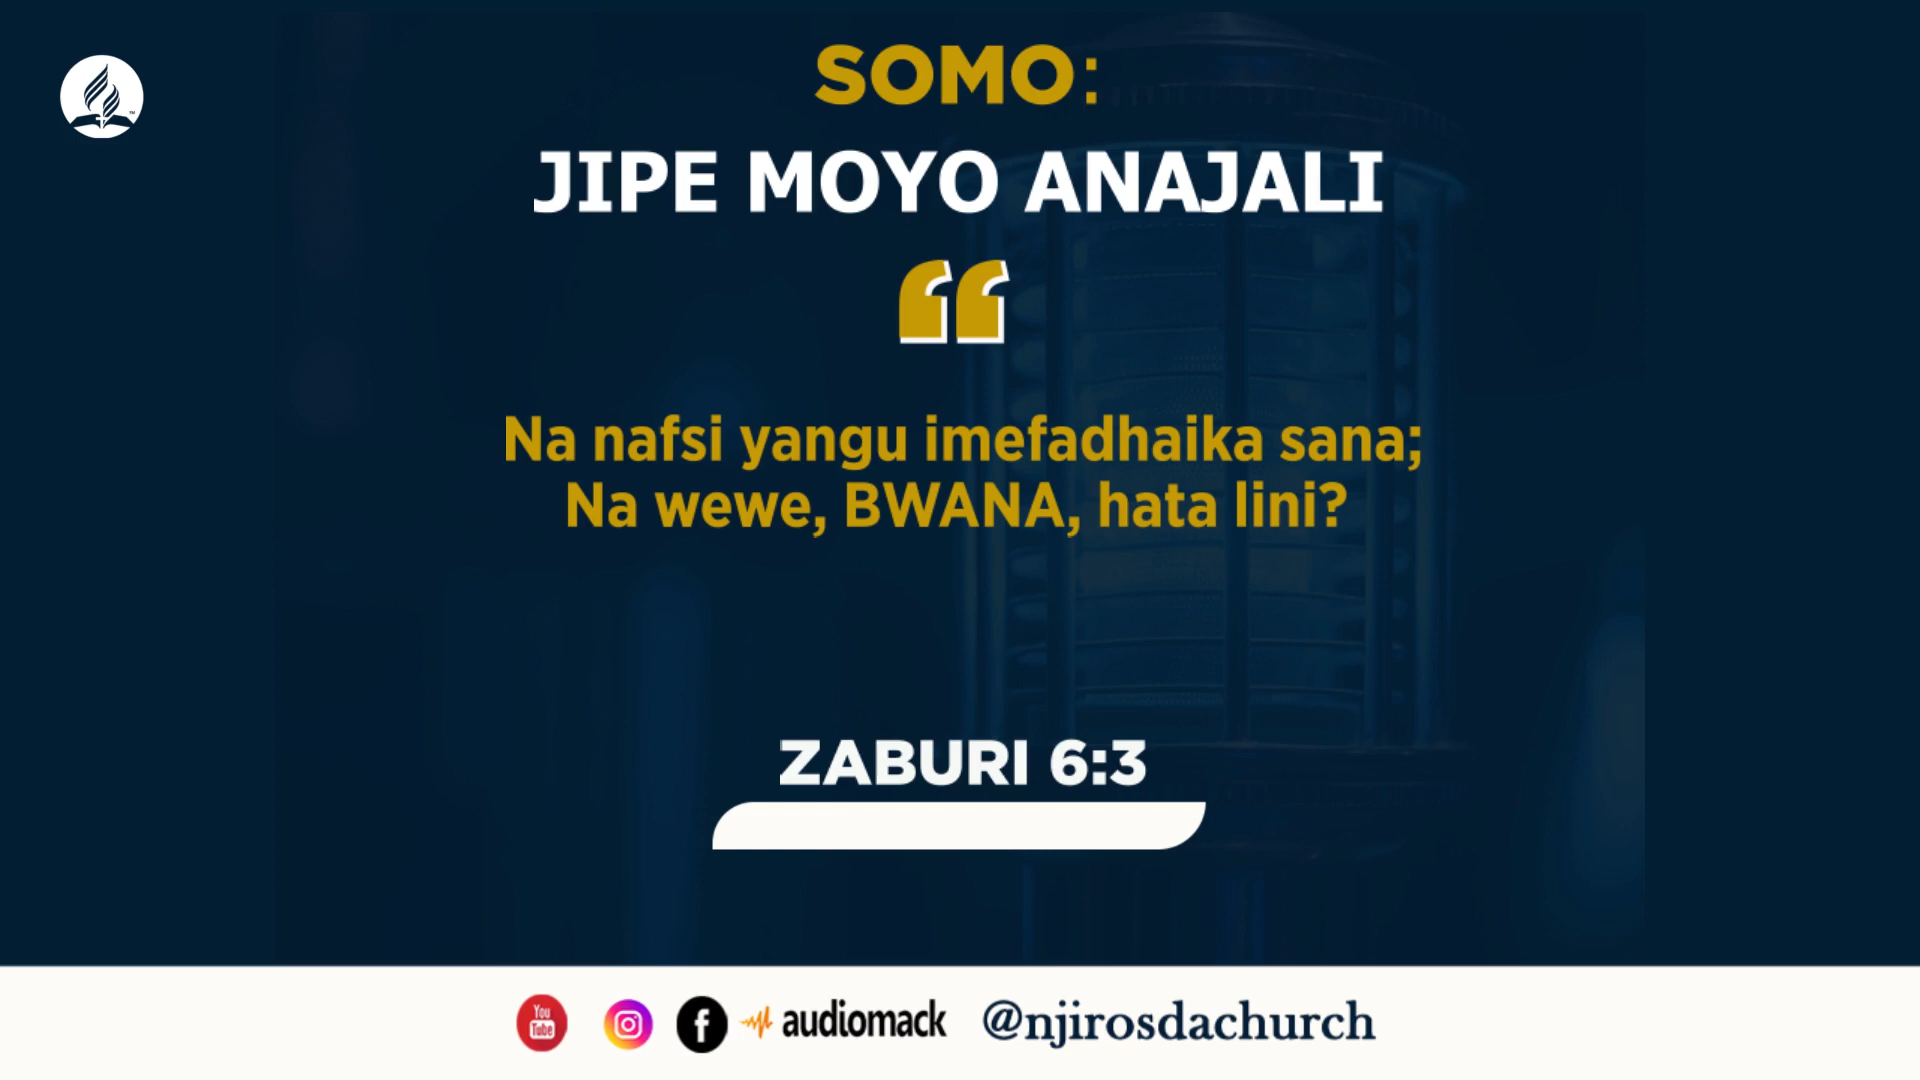 SOMO:
JIPE MOYO ANAJALI
“
Na nafsi yangu imefadhaika sana;
Na wewe, BWANA, hata lini?
ZABURI 6:3
You Tube audiomack @njirosdachurch